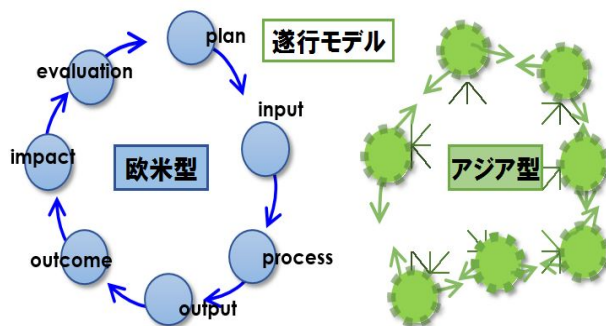 plan
遂行モデル
evaluation
input
impact
欧米型
アジア型
outcome
process
output